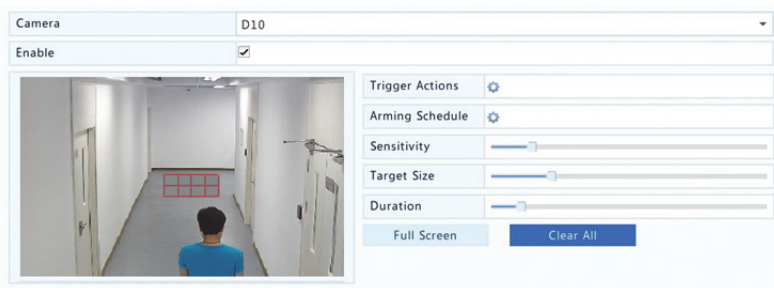 Camera D10
Enable
Trigger Actions
Arming Schedule
Sensitivity
Target Size
Duration
Full Screen Clear All